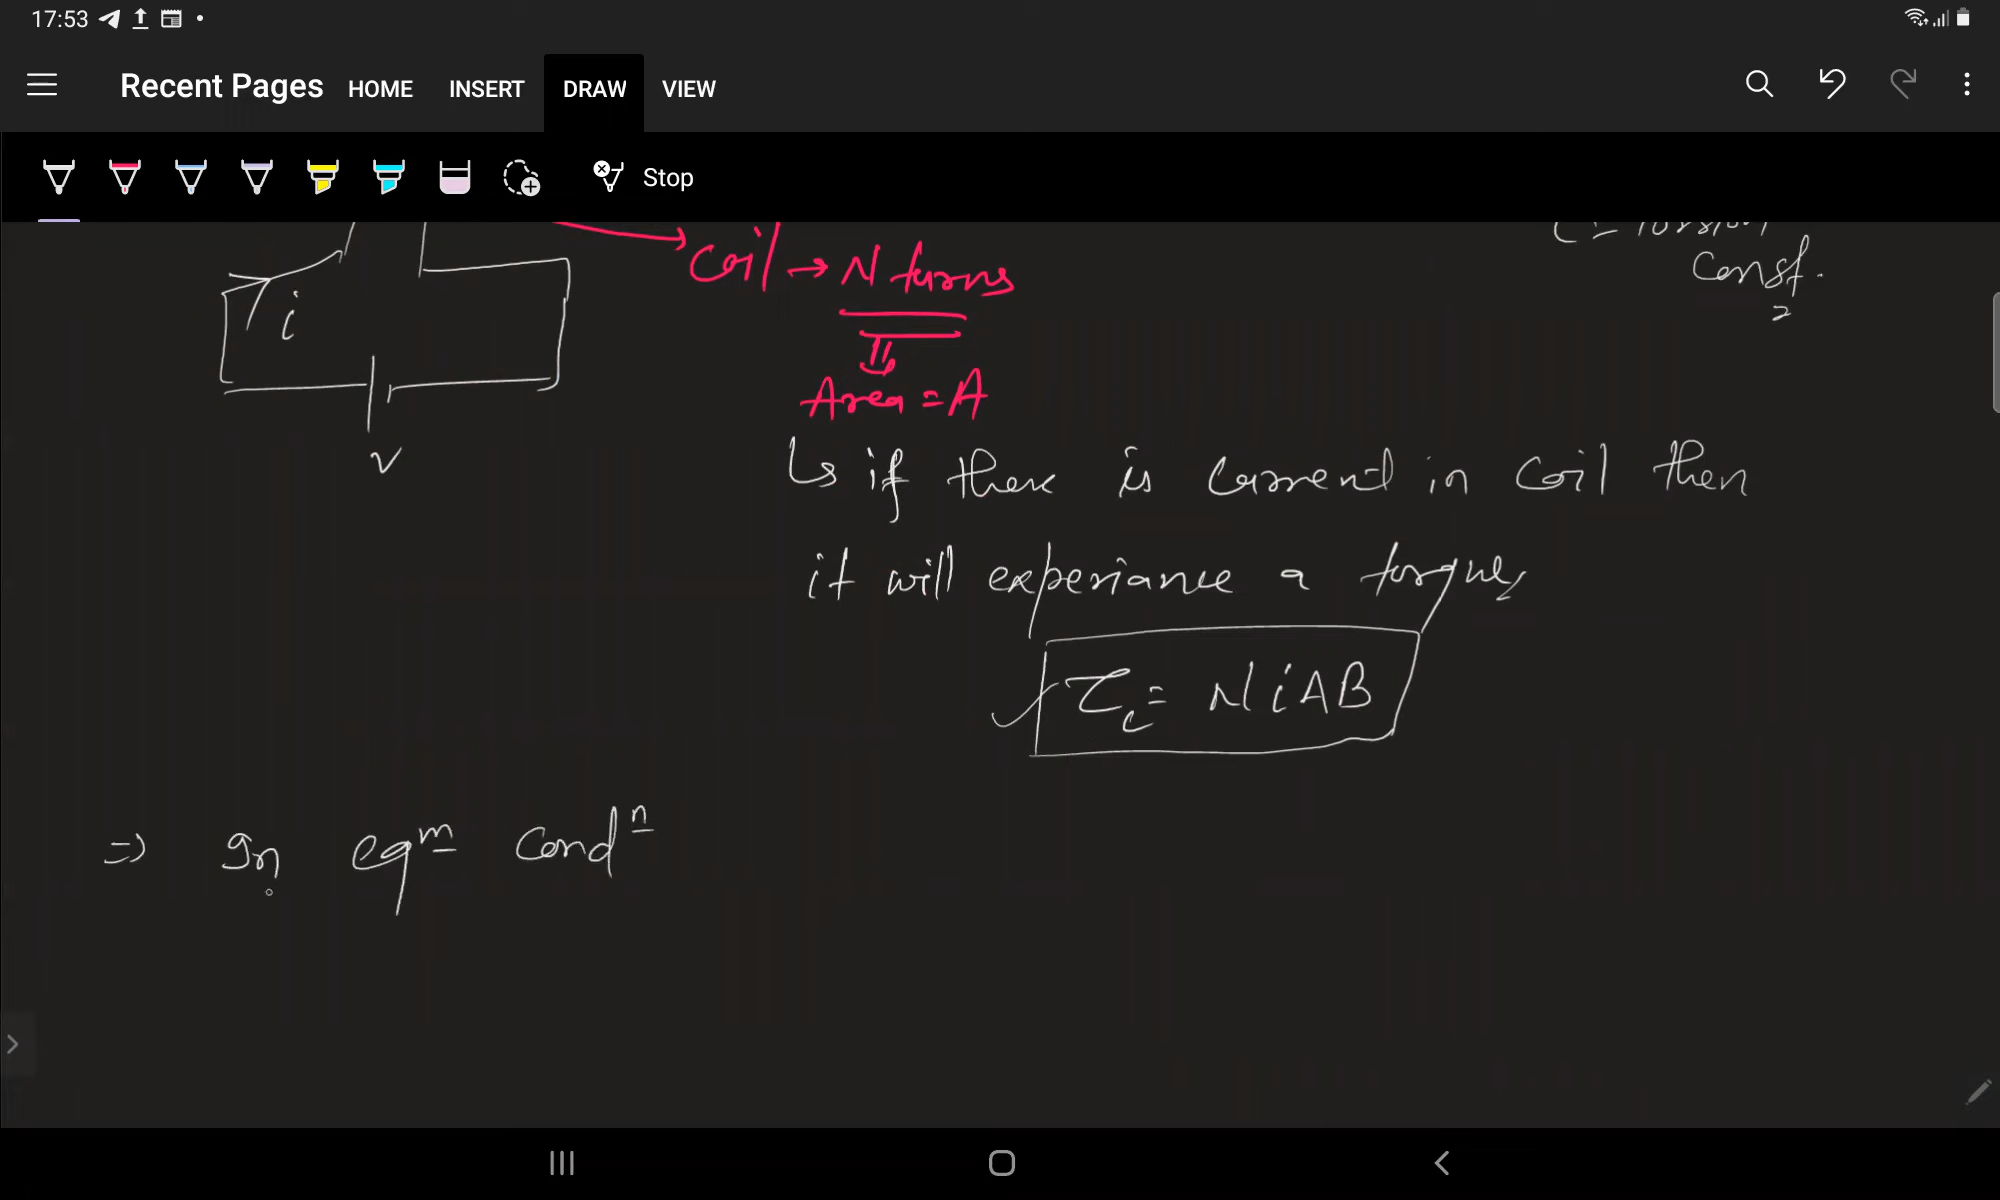 17:53
Recent Pages HOME INSERT DRAW VIEW
Stop
Coil → N turns
Const.
i
Area = A
v
↳ if there is current in coil then
it will experiance a torque,
τc = NiAB
⇒ In eqm condn